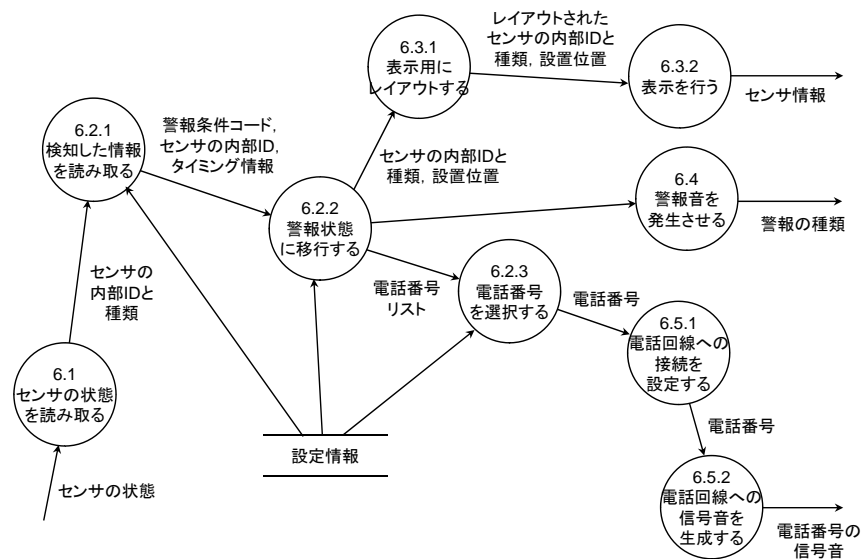 6.3.1
表示用に
レイアウトする
レイアウトされた
センサの内部IDと
種類, 設置位置
6.3.2
表示を行う
センサ情報
6.2.1
検知した情報
を読み取る
警報条件コード,
センサの内部ID,
タイミング情報
センサの内部IDと
種類, 設置位置
6.2.2
警報状態
に移行する
6.4
警報音を
発生させる
警報の種類
センサの
内部IDと
種類
電話番号
リスト
6.2.3
電話番号
を選択する
電話番号
6.5.1
電話回線への
接続を
設定する
6.1
センサの状態
を読み取る
電話番号
設定情報
センサの状態
6.5.2
電話回線への
信号音を
生成する
電話番号の
信号音